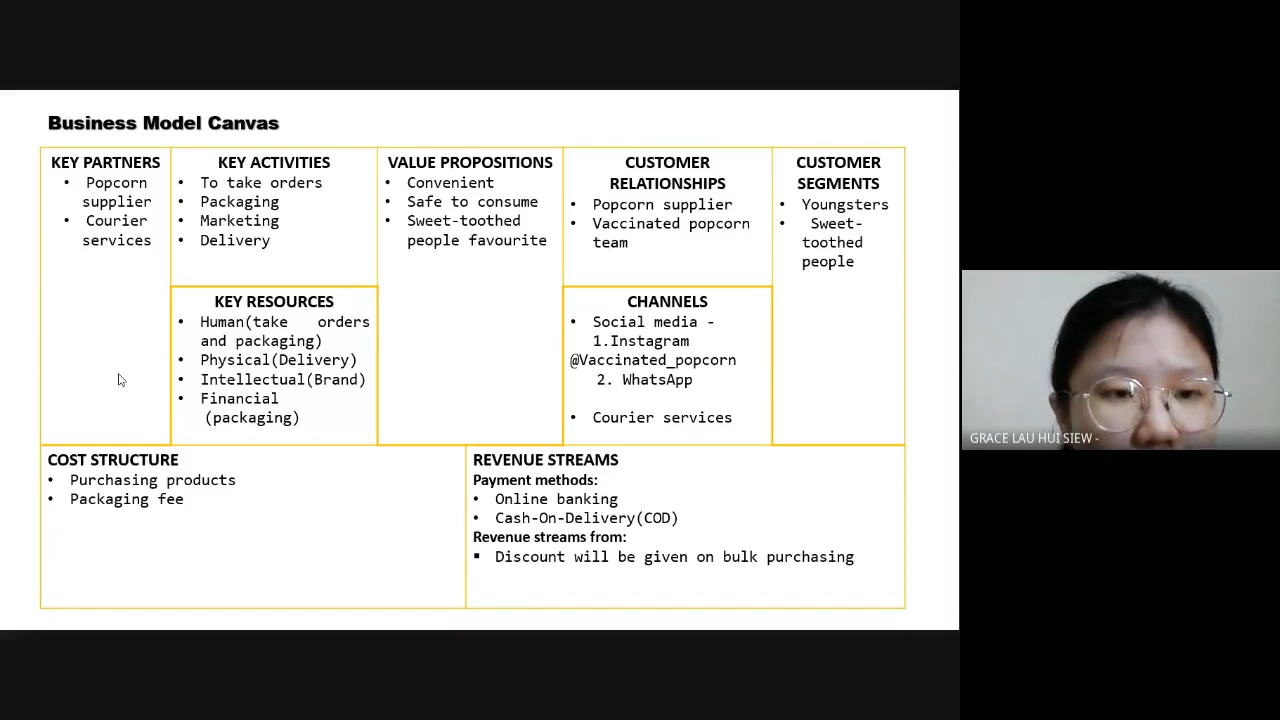 Business Model Canvas
KEY PARTNERS
• Popcorn
supplier
• Courier
services
KEY ACTIVITIES
• To take orders
• Packaging
• Marketing
• Delivery
KEY RESOURCES
• Human(take orders
and packaging)
• Physical(Delivery)
• Intellectual(Brand)
• Financial
(packaging)
VALUE PROPOSITIONS
• Convenient
• Safe to consume
• Sweet-toothed
people favourite
CUSTOMER
RELATIONSHIPS
• Popcorn supplier
• Vaccinated popcorn
team
CHANNELS
• Social media -
1.Instagram
@Vaccinated_popcorn
2. WhatsApp
• Courier services
CUSTOMER
SEGMENTS
• Youngsters
• Sweet-
toothed
people
COST STRUCTURE
• Purchasing products
• Packaging fee
REVENUE STREAMS
Payment methods:
• Online banking
• Cash-On-Delivery(COD)
Revenue streams from:
▪ Discount will be given on bulk purchasing
GRACE LAU HUI SIEW -